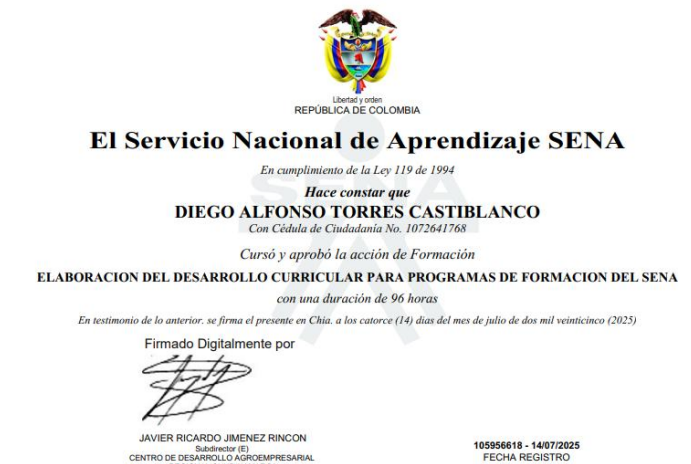 Libertad y orden
REPÚBLICA DE COLOMBIA
El Servicio Nacional de Aprendizaje SENA
En cumplimiento de la Ley 119 de 1994
SENA
Hace constar que
DIEGO ALFONSO TORRES CASTIBLANCO
Con Cédula de Ciudadanía No. 1072641768
Cursó y aprobó la acción de Formación
ELABORACION DEL DESARROLLO CURRICULAR PARA PROGRAMAS DE FORMACION DEL SENA
con una duración de 96 horas
En testimonio de lo anterior, se firma el presente en Chia, a los catorce (14) dias del mes de julio de dos mil veinticinco (2025)
Firmado Digitalmente por
JAVIER RICARDO JIMENEZ RINCON
Subdirector (E)
CENTRO DE DESARROLLO AGROEMPRESARIAL
105956618 - 14/07/2025
FECHA REGISTRO